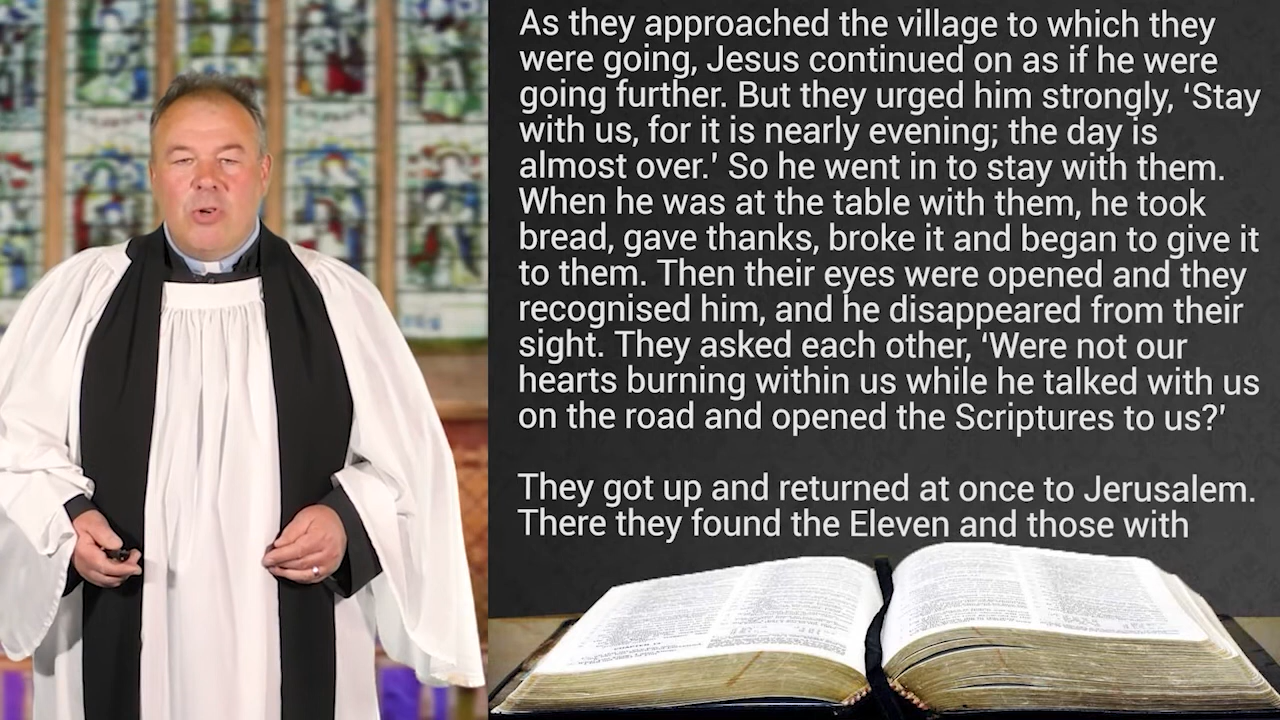 As they approached the village to which they
were going, Jesus continued on as if he were
going further. But they urged him strongly, ‘Stay
with us, for it is nearly evening; the day is
almost over.’ So he went in to stay with them.
When he was at the table with them, he took
bread, gave thanks, broke it and began to give it
to them. Then their eyes were opened and they
recognised him, and he disappeared from their
sight. They asked each other, ‘Were not our
hearts burning within us while he talked with us
on the road and opened the Scriptures to us?’
They got up and returned at once to Jerusalem.
There they found the Eleven and those with